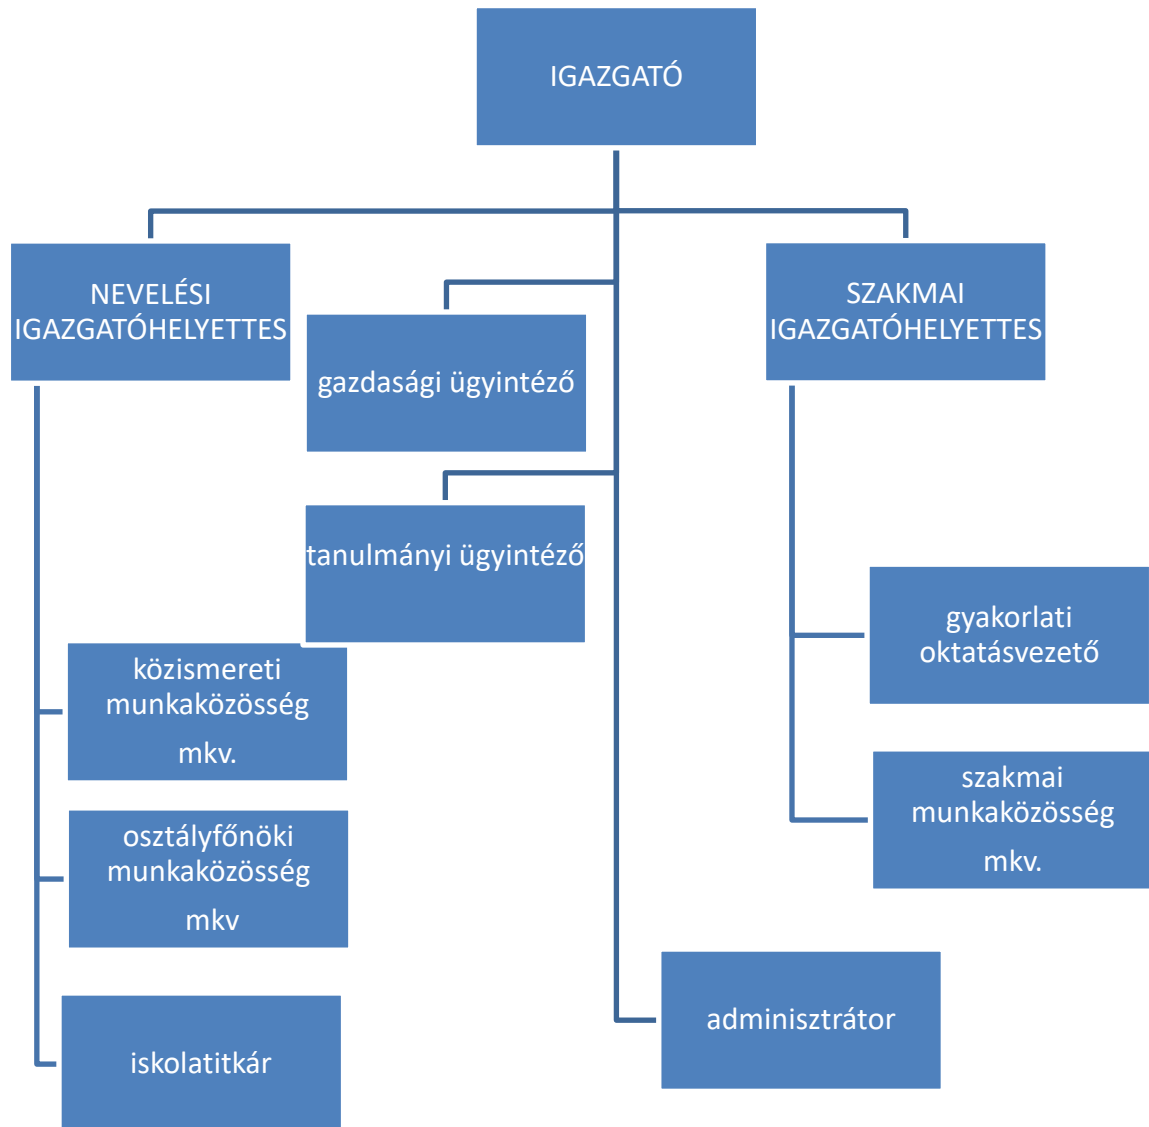 IGAZGATÓ
NEVELÉSI
IGAZGATÓHELYETTES
SZAKMAI
IGAZGATÓHELYETTES
gazdasági ügyintéző
tanulmányi ügyintéző
közismereti
munkaközösség
mkv.
osztályfőnöki
munkaközösség
mkv
iskolatitkár
gyakorlati
oktatásvezető
szakmai
munkaközösség
mkv.
adminisztrátor